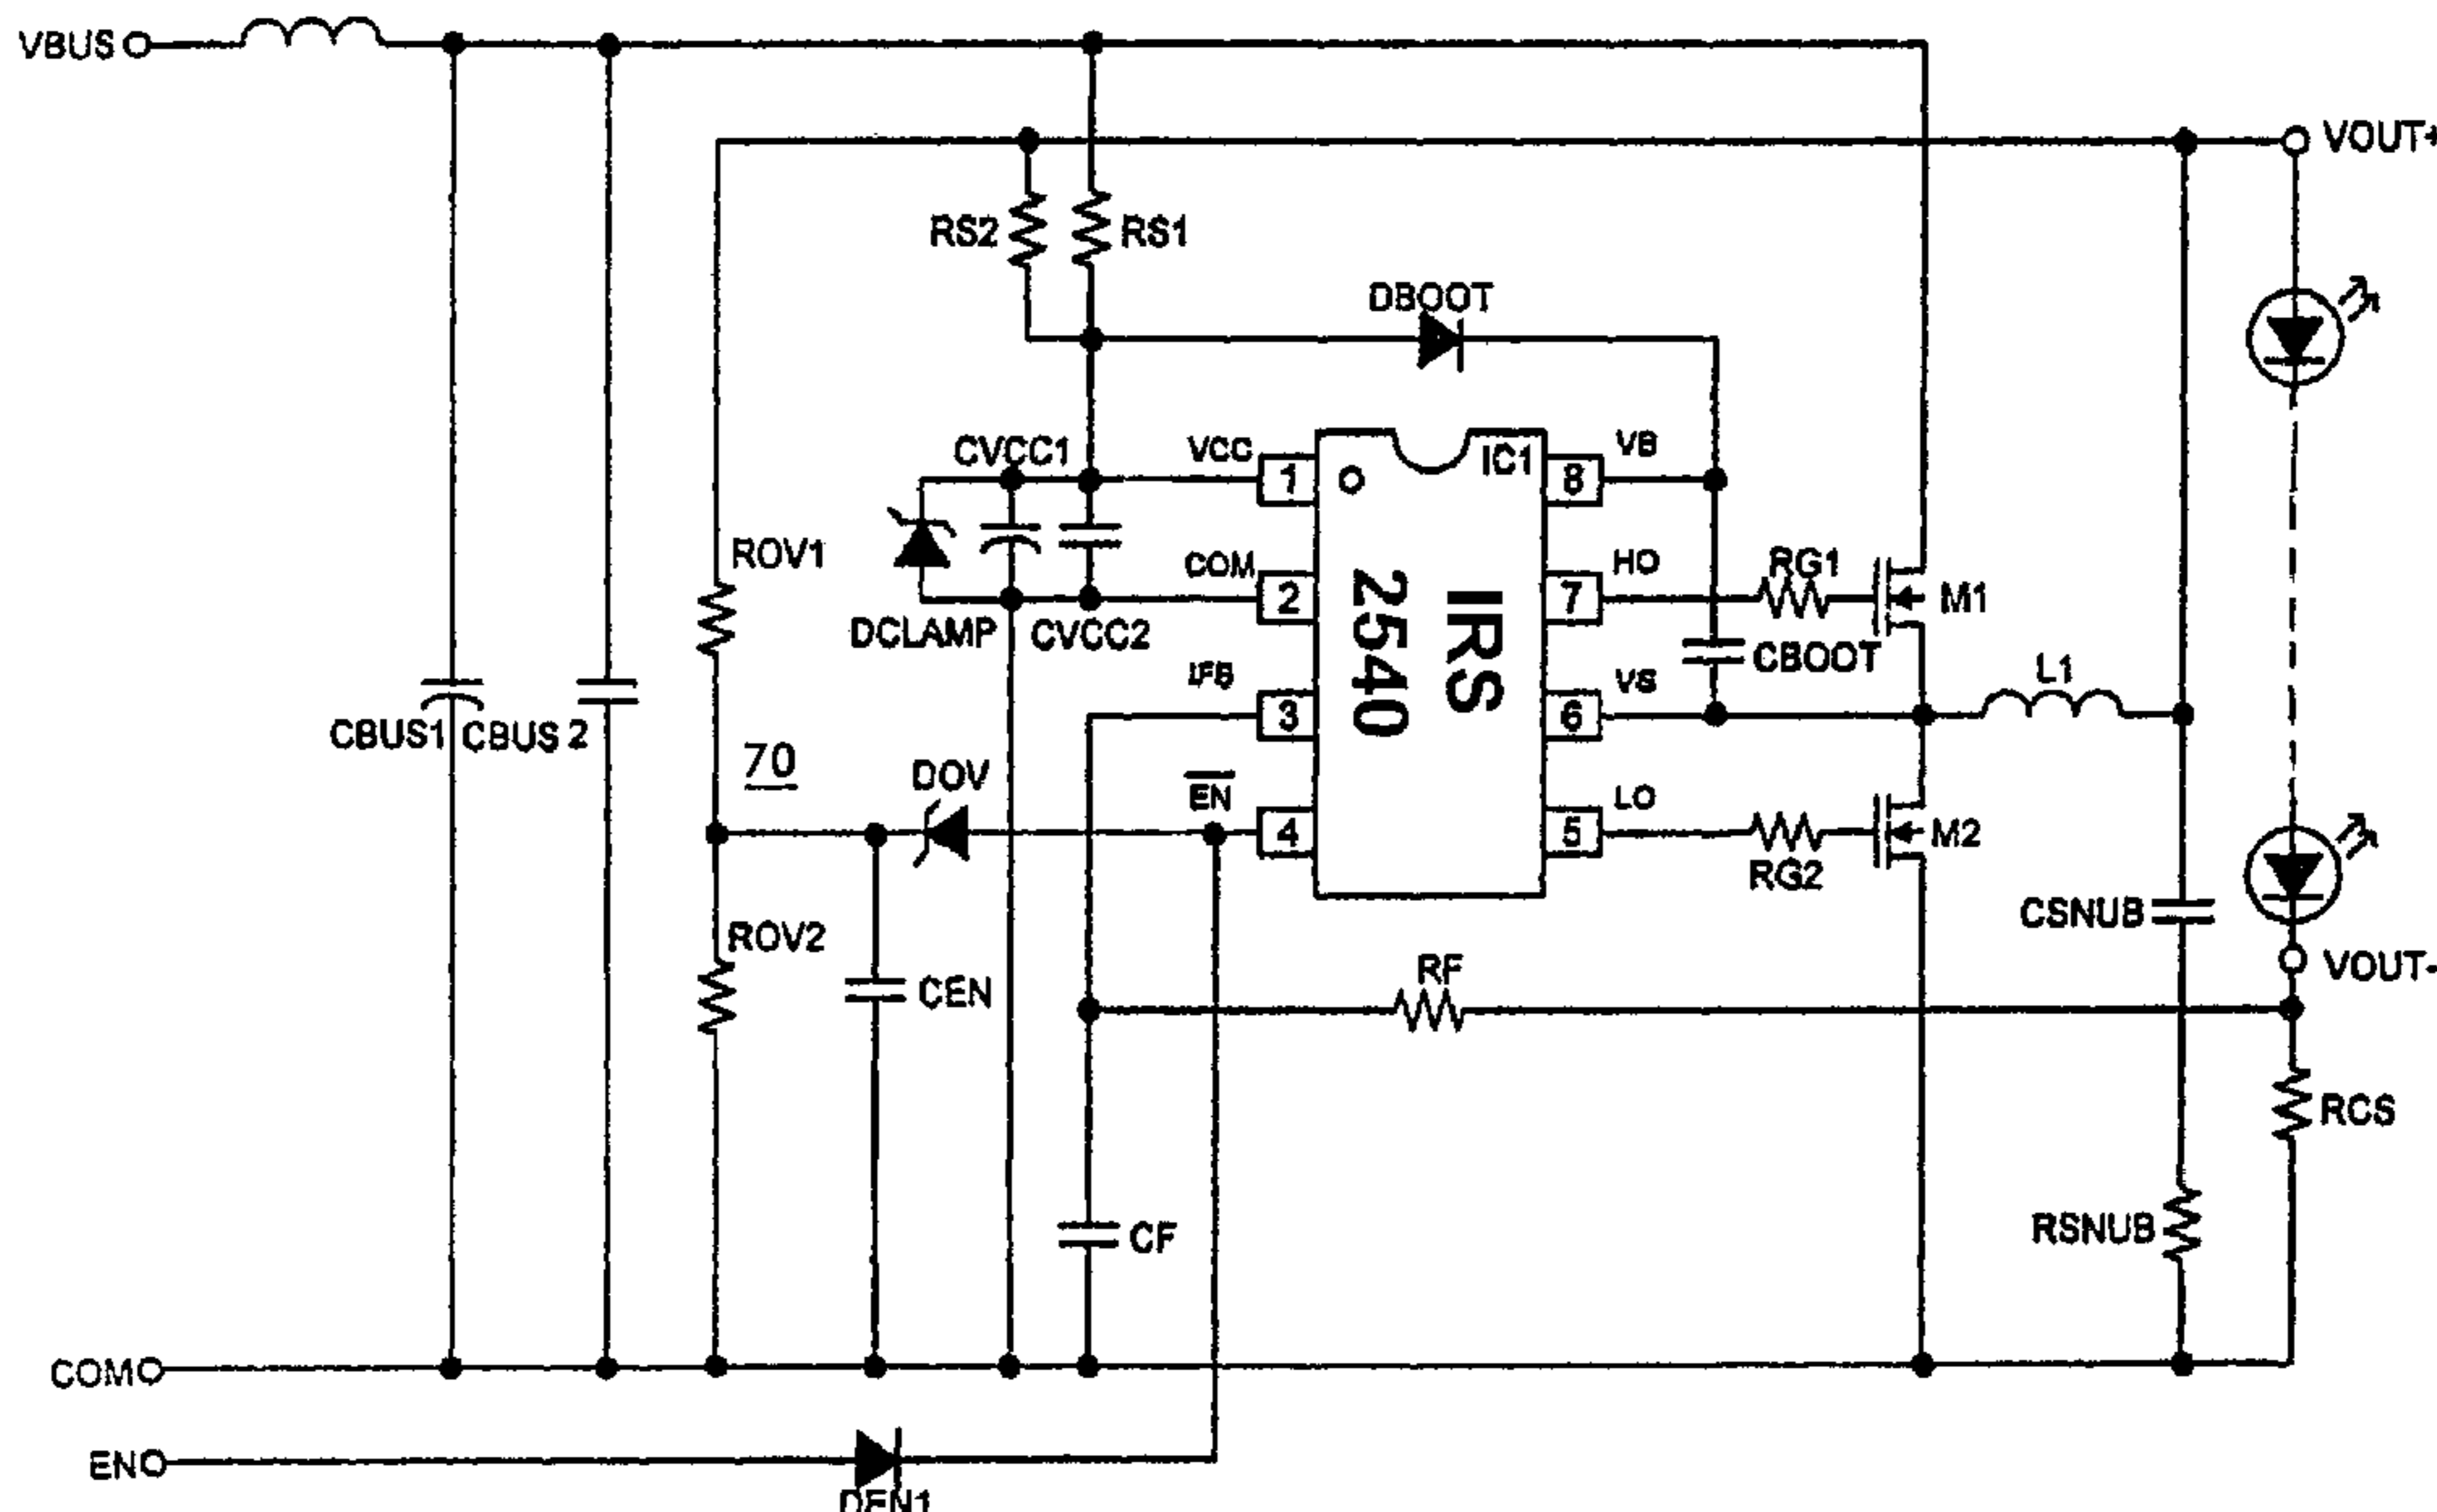 VBUS
VOUT+
RS2
RS1
DBOOT
CVCC1
VCC
1
IC1
VB
8
ROV1
DCLAMP
CVCC2
COM
2
IRS
2540
HO
7
RG1
M1
CBOOT
CBUS1
CBUS 2
IFB
3
VS
6
L1
70
DOV
EN
4
LO
5
RG2
M2
ROV2
CEN
CSNUB
VOUT-
RF
RCS
CF
RSNUB
COM
EN
DEN1